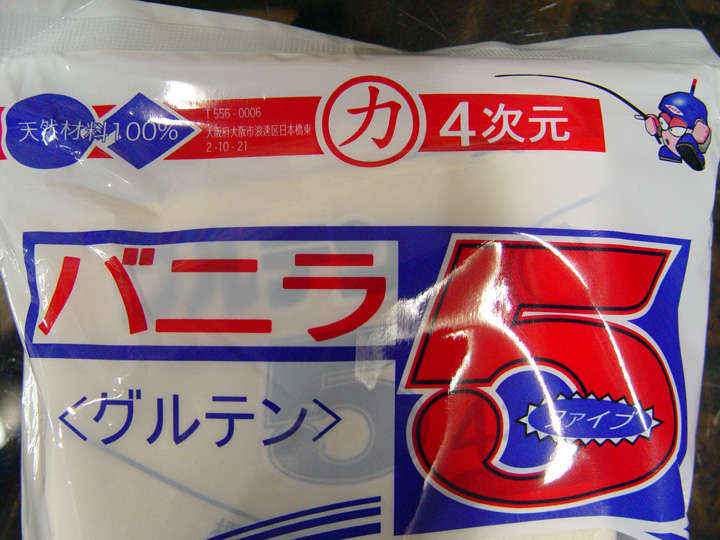 天然材料100%
〒556-0006
大阪府大阪市浪速区日本橋東
2-10-21
力
4次元
バニラ
5
ファイブ
<グルテン>